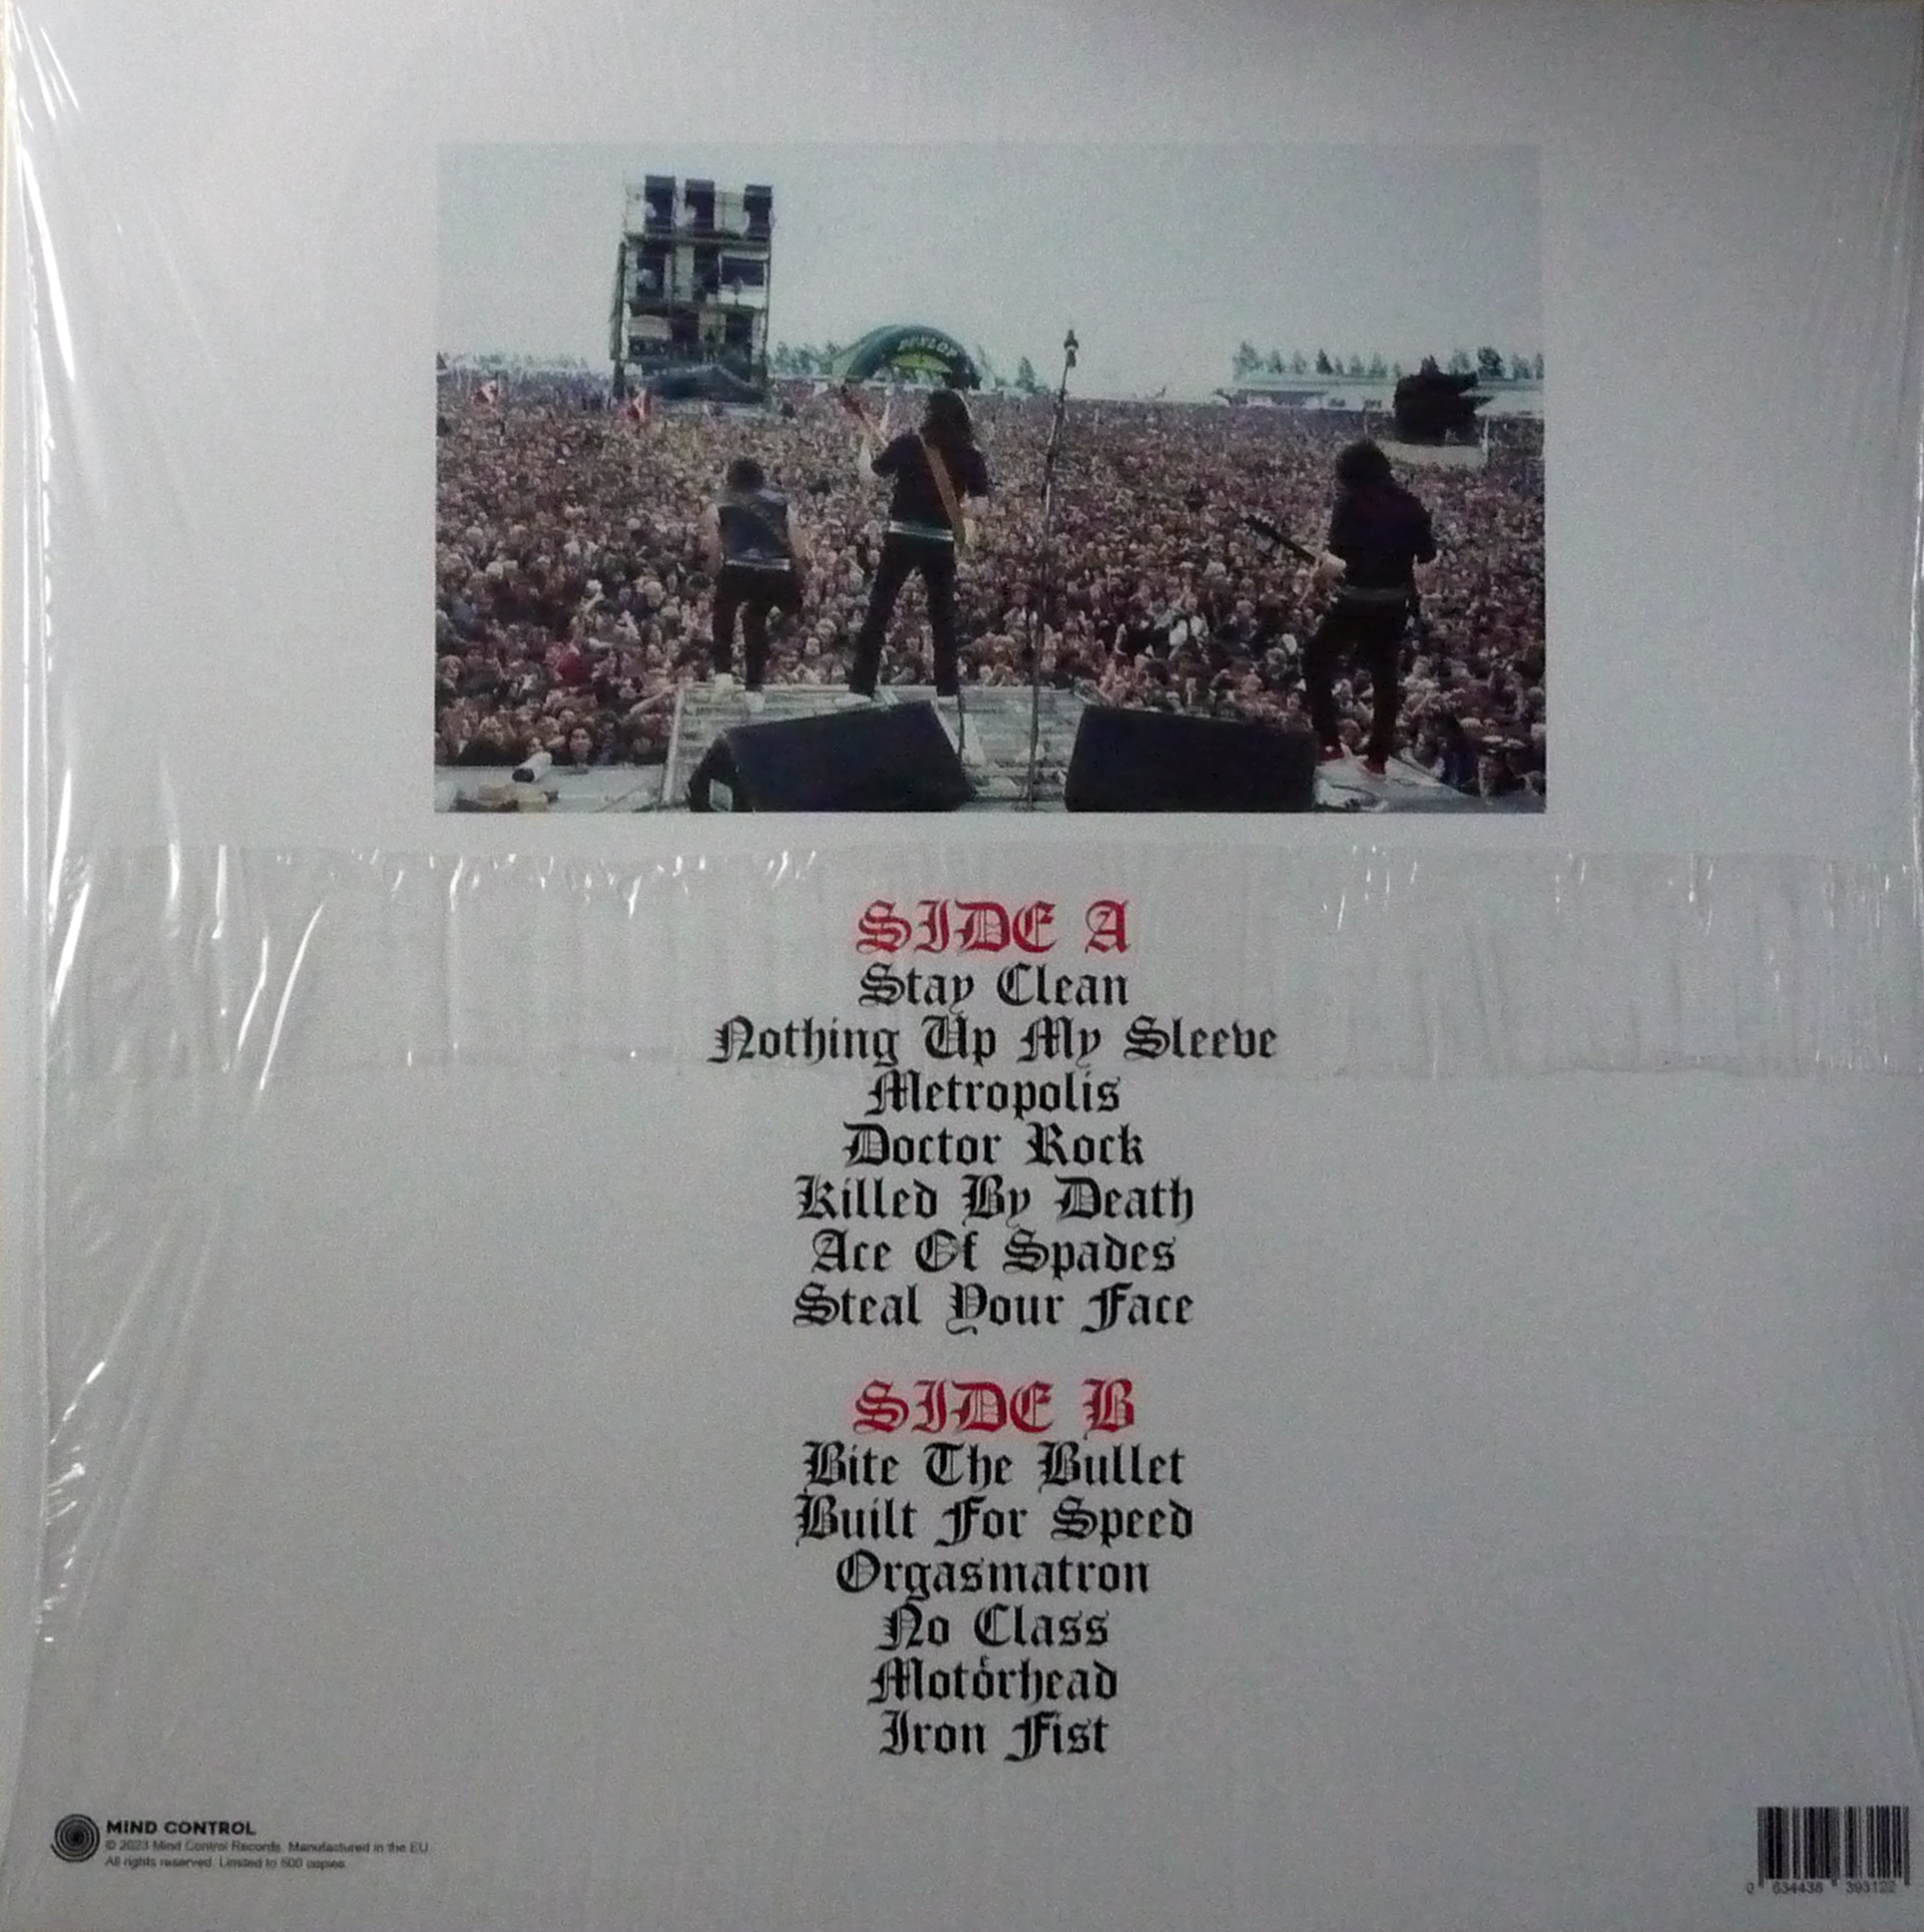 DUNLOP
SIDE A
Stay Clean
Nothing Up My Sleeve
Metropolis
Doctor Rock
Killed By Death
Ace Of Spades
Steal Your Face
SIDE B
Bite The Bullet
Built For Speed
Orgasmatron
No Class
Motörhead
Iron Fist
MIND CONTROL
© 2023 Mind Control Records. Manufactured in the EU
All rights reserved. Limited to 500 copies.
0 634438 393122